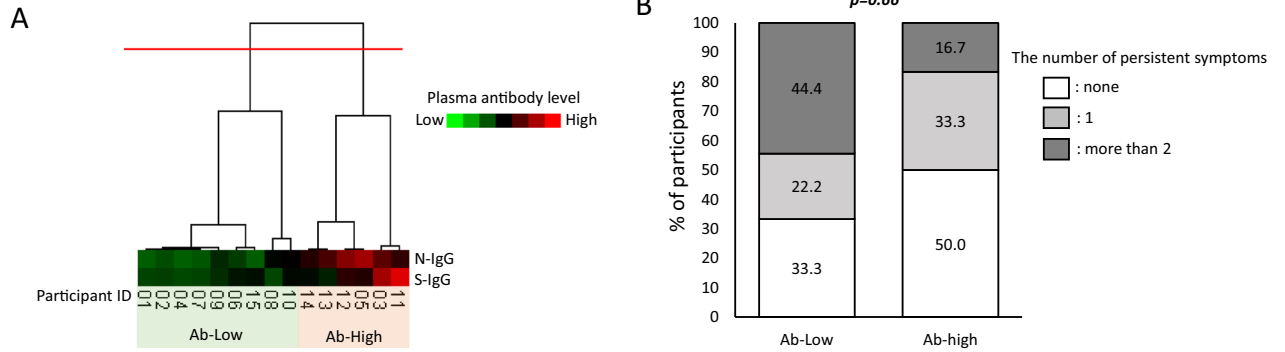 A
Plasma antibody level
Low High
N-IgG
S-IgG
Participant ID 01 02 04 07 09 06 15 08 10 14 13 12 05 03 11
Ab-Low Ab-High
B
p=0.66
% of participants
100
90
80
70
60
50
40
30
20
10
0
44.4
22.2
33.3
16.7
33.3
50.0
Ab-Low Ab-high
The number of persistent symptoms
: none
: 1
: more than 2